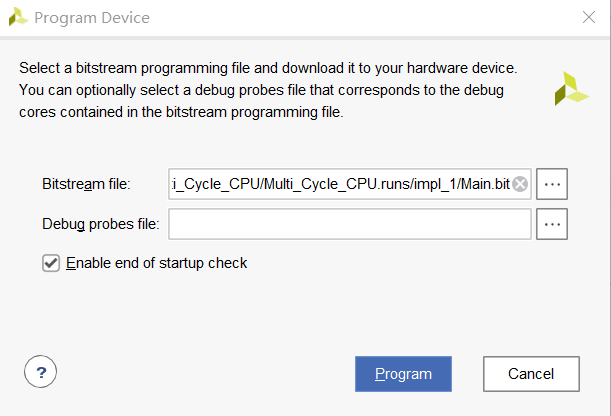 Program Device
Select a bitstream programming file and download it to your hardware device.
You can optionally select a debug probes file that corresponds to the debug
cores contained in the bitstream programming file.
Bitstream file: :i_Cycle_CPU/Multi_Cycle_CPU.runs/impl_1/Main.bit ...
Debug probes file: ...
Enable end of startup check
? Program Cancel